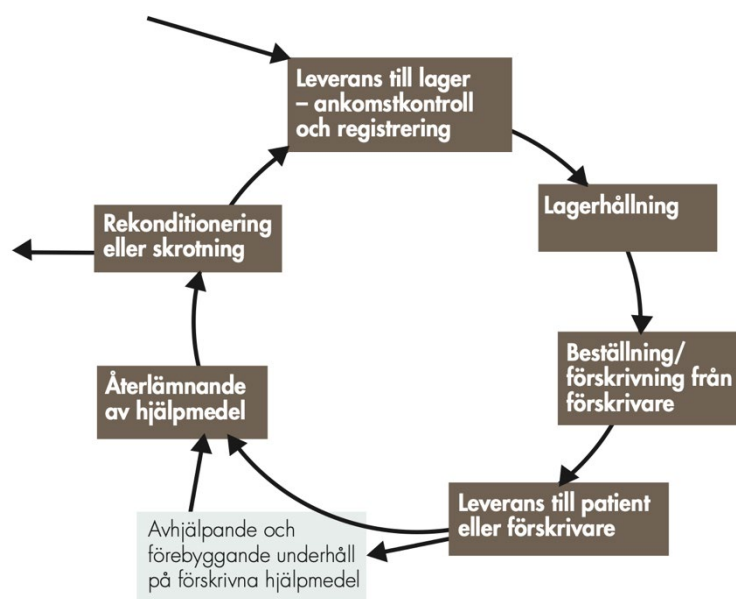 Leverans till lager
– ankomstkontroll
och registrering
Lagerhållning
Beställning/
förskrivning från
förskrivare
Leverans till patient
eller förskrivare
Avhjälpande och
förebyggande underhåll
på förskrivna hjälpmedel
Återlämnande
av hjälpmedel
Rekonditionering
eller skrotning